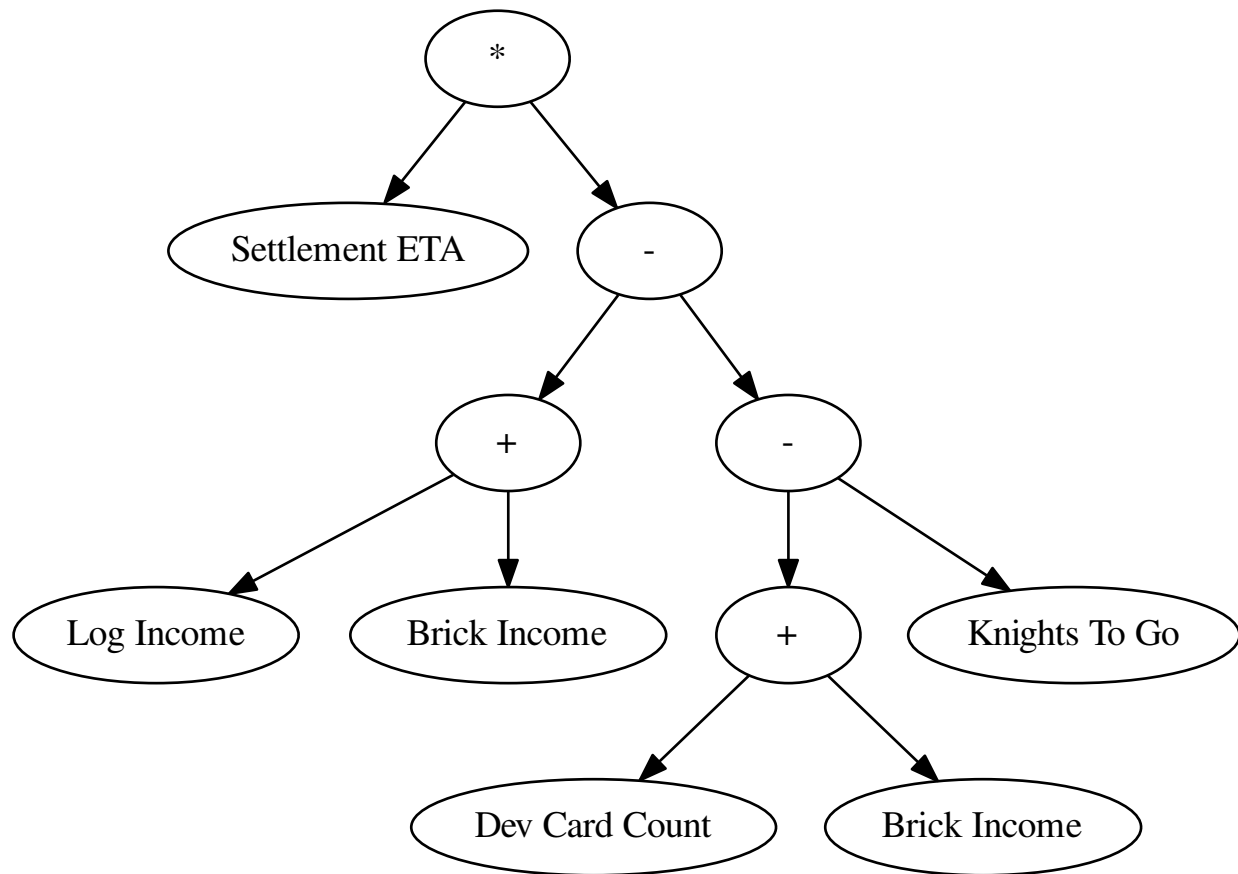 *
Settlement ETA
-
+
-
Log Income
Brick Income
+
Knights To Go
Dev Card Count
Brick Income